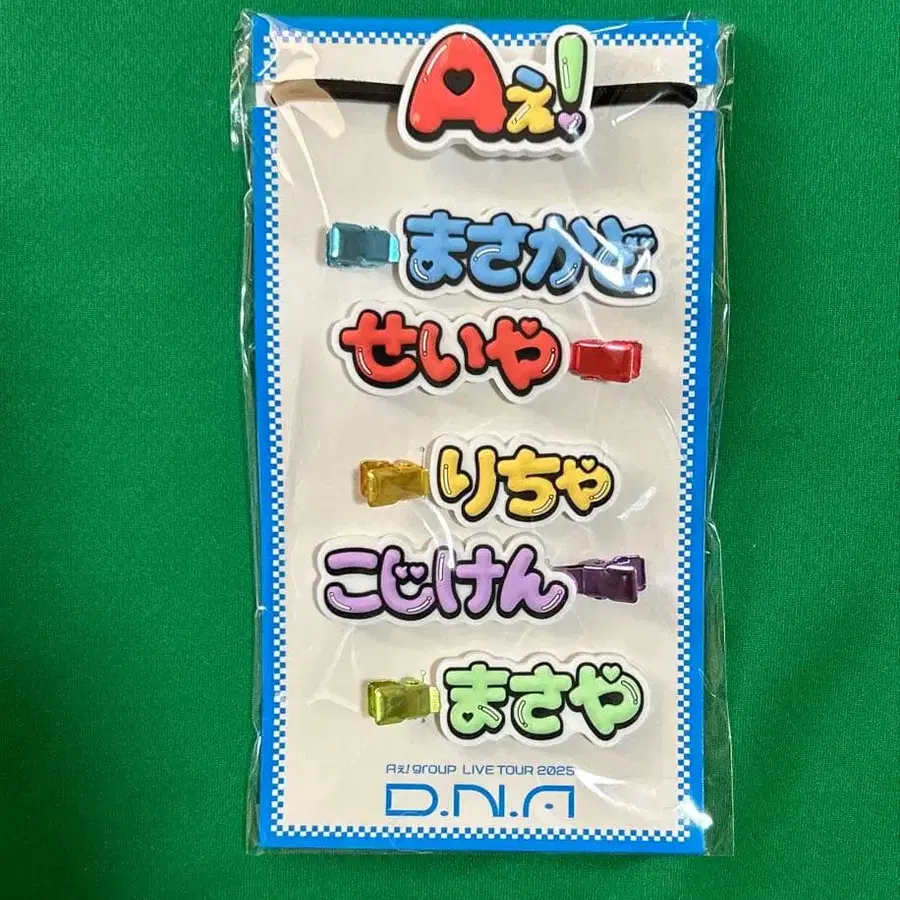 Aぇ!
まさかど
せいや
りちゃ
こじけん
まさや
Aぇ! group LIVE TOUR 2025
D.N.A